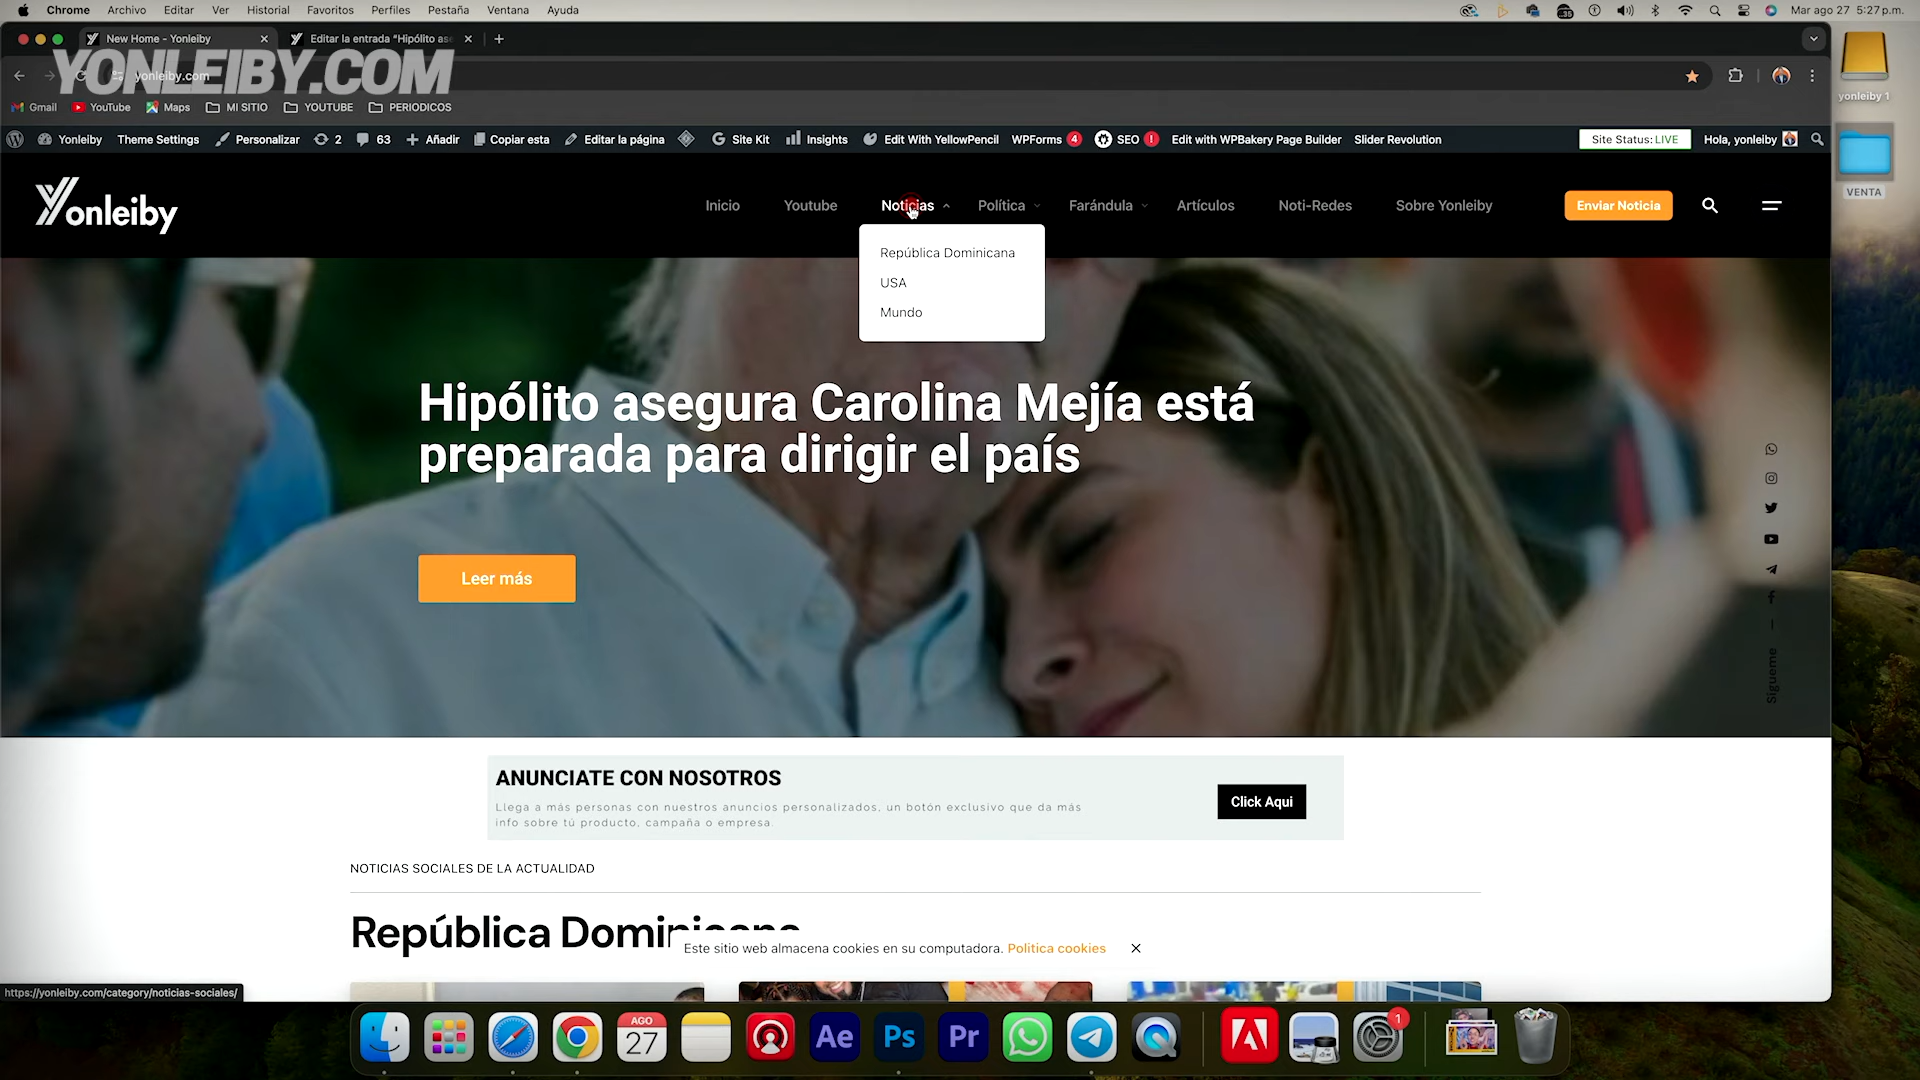 Chrome Archivo Editar Ver Historial Favoritos Perfiles Pestaña Ventana Ayuda
Mar ago 27 5:27 p.m.
New Home - Yonleiby
Editar la entrada “Hipólito as
YONLEIBY.COM
yonleiby.com
Gmail YouTube Maps MI SITIO YOUTUBE PERIODICOS
yonleiby 1
Yonleiby Theme Settings Personalizar 2 63 Añadir Copiar esta Editar la página Site Kit Insights Edit With YellowPencil WPForms 4 SEO ! Edit with WPBakery Page Builder Slider Revolution Site Status: LIVE Hola, yonleiby
VENTA
Yonleiby
Inicio Youtube Noticias Política Farándula Artículos Noti-Redes Sobre Yonleiby Enviar Noticia
República Dominicana
USA
Mundo
Hipólito asegura Carolina Mejía está
preparada para dirigir el país
Leer más
Sígueme
ANUNCIATE CON NOSOTROS
Llega a más personas con nuestros anuncios personalizados, un botón exclusivo que da más
info sobre tú producto, campaña o empresa.
Click Aqui
NOTICIAS SOCIALES DE LA ACTUALIDAD
República Dominicana
Este sitio web almacena cookies en su computadora. Politica cookies
https://yonleiby.com/category/noticias-sociales/
AGO
27
Ae
Ps
Pr
1